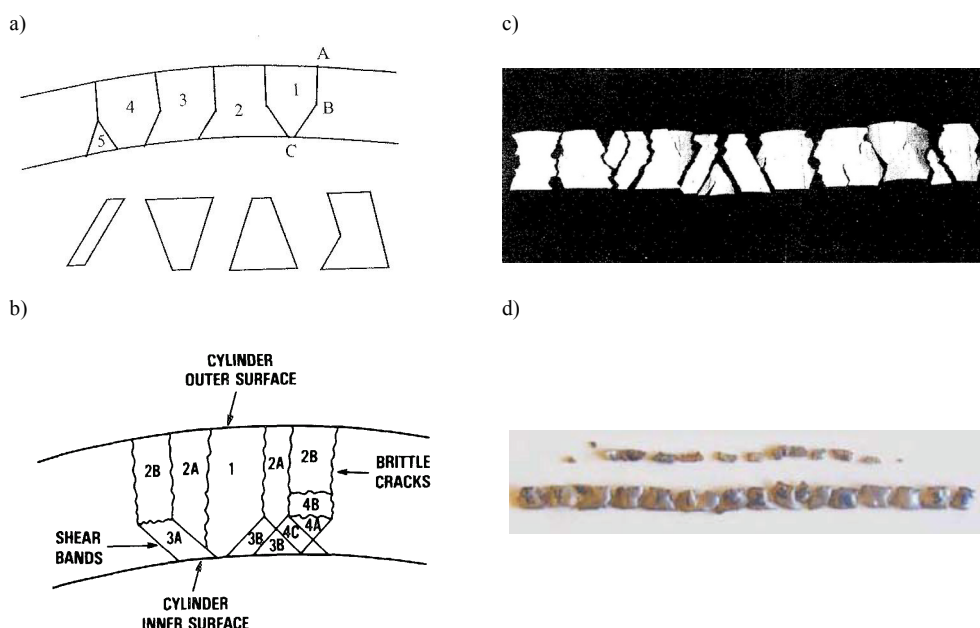 a)
A
1
B
2
3
4
5
C
b)
CYLINDER
OUTER SURFACE
2B
2A
1
2A
2B
BRITTLE
CRACKS
4B
4A
4C
3B
3B
3A
SHEAR
BANDS
CYLINDER
INNER SURFACE
c)
d)